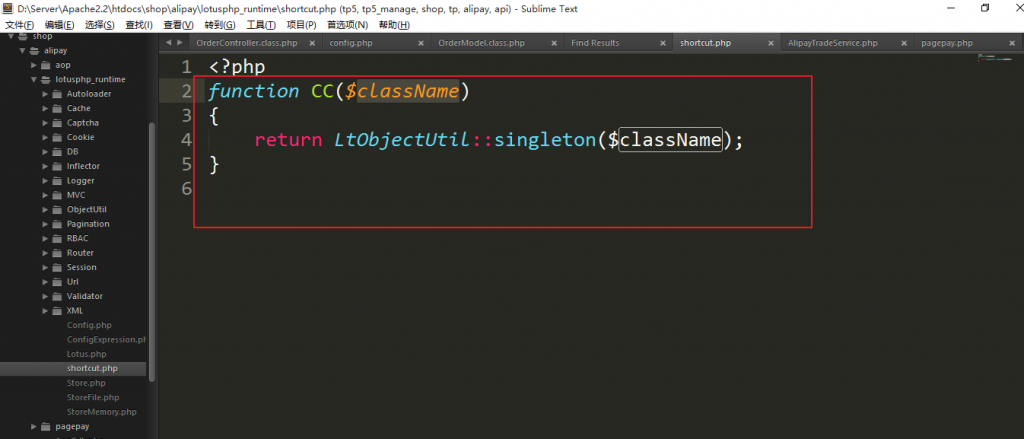 D:\Server\Apache2.2\htdocs\shop\alipay\lotusphp_runtime\shortcut.php (tp5, tp5_manage, shop, tp, alipay, api) - Sublime Text
文件(F) 编辑(E) 选择(S) 查找(I) 查看(V) 转到(G) 工具(T) 项目(P) 首选项(N) 帮助(H)
OrderController.class.php × config.php × OrderModel.class.php × Find Results × shortcut.php × AlipayTradeService.php × pagepay.php ×
shop
alipay
aop
lotusphp_runtime
Autoloader
Cache
Captcha
Cookie
DB
Inflector
Logger
MVC
ObjectUtil
Pagination
RBAC
Router
Session
Url
Validator
XML
Config.php
ConfigExpression.ph
Lotus.php
shortcut.php
Store.php
StoreFile.php
StoreMemory.php
pagepay
1 <?php
2 function CC($className)
3 {
4 return LtObjectUtil::singleton($className);
5 }
6